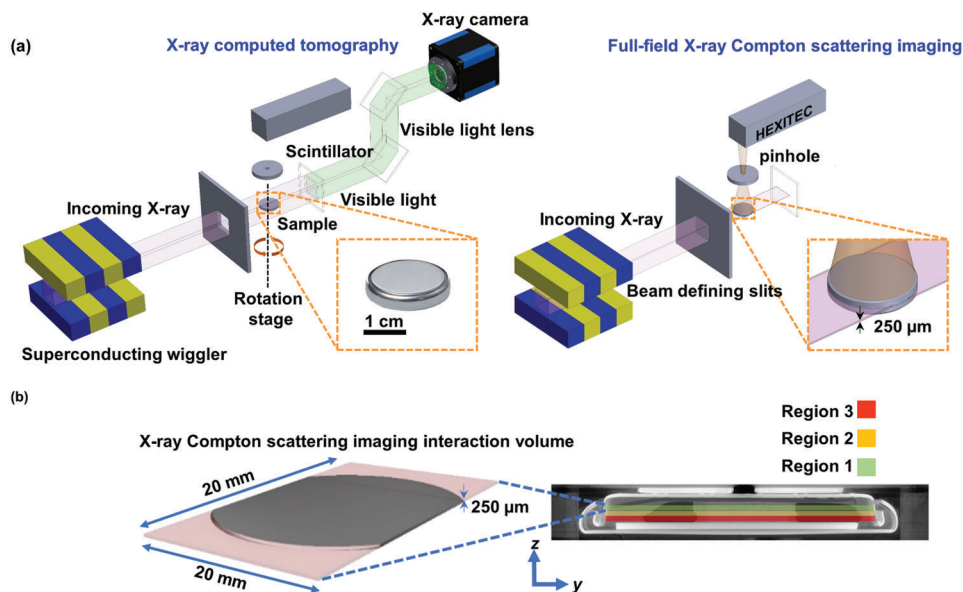 (a)
X-ray computed tomography
X-ray camera
Full-field X-ray Compton scattering imaging
HEXITEC
Visible light lens
Scintillator
pinhole
Visible light
Incoming X-ray
Sample
Incoming X-ray
Rotation
stage
1 cm
Beam defining slits
250 µm
Superconducting wiggler
(b)
X-ray Compton scattering imaging interaction volume
Region 3
Region 2
Region 1
20 mm
250 µm
20 mm
z
y